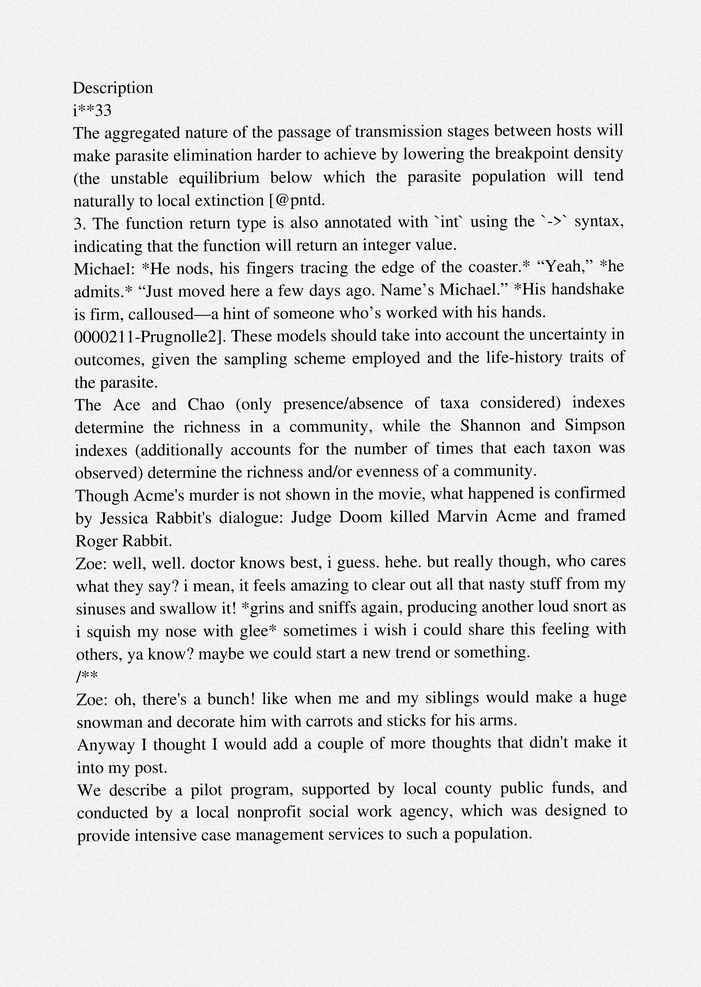 Description
i**33
The aggregated nature of the passage of transmission stages between hosts will
make parasite elimination harder to achieve by lowering the breakpoint density
(the unstable equilibrium below which the parasite population will tend
naturally to local extinction [@pntd.
3. The function return type is also annotated with `int` using the `->` syntax,
indicating that the function will return an integer value.
Michael: *He nods, his fingers tracing the edge of the coaster.* “Yeah,” *he
admits.* “Just moved here a few days ago. Name’s Michael.” *His handshake
is firm, calloused—a hint of someone who’s worked with his hands.
0000211-Prugnolle2]. These models should take into account the uncertainty in
outcomes, given the sampling scheme employed and the life-history traits of
the parasite.
The Ace and Chao (only presence/absence of taxa considered) indexes
determine the richness in a community, while the Shannon and Simpson
indexes (additionally accounts for the number of times that each taxon was
observed) determine the richness and/or evenness of a community.
Though Acme's murder is not shown in the movie, what happened is confirmed
by Jessica Rabbit's dialogue: Judge Doom killed Marvin Acme and framed
Roger Rabbit.
Zoe: well, well. doctor knows best, i guess. hehe. but really though, who cares
what they say? i mean, it feels amazing to clear out all that nasty stuff from my
sinuses and swallow it! *grins and sniffs again, producing another loud snort as
i squish my nose with glee* sometimes i wish i could share this feeling with
others, ya know? maybe we could start a new trend or something.
/**
Zoe: oh, there's a bunch! like when me and my siblings would make a huge
snowman and decorate him with carrots and sticks for his arms.
Anyway I thought I would add a couple of more thoughts that didn't make it
into my post.
We describe a pilot program, supported by local county public funds, and
conducted by a local nonprofit social work agency, which was designed to
provide intensive case management services to such a population.